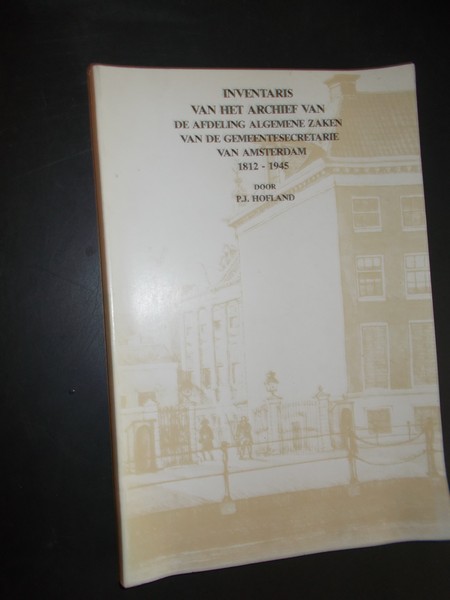 INVENTARIS
VAN HET ARCHIEF VAN
DE AFDELING ALGEMENE ZAKEN
VAN DE GEMEENTESECRETARIE
VAN AMSTERDAM
1812 - 1945
DOOR
P.J. HOFLAND